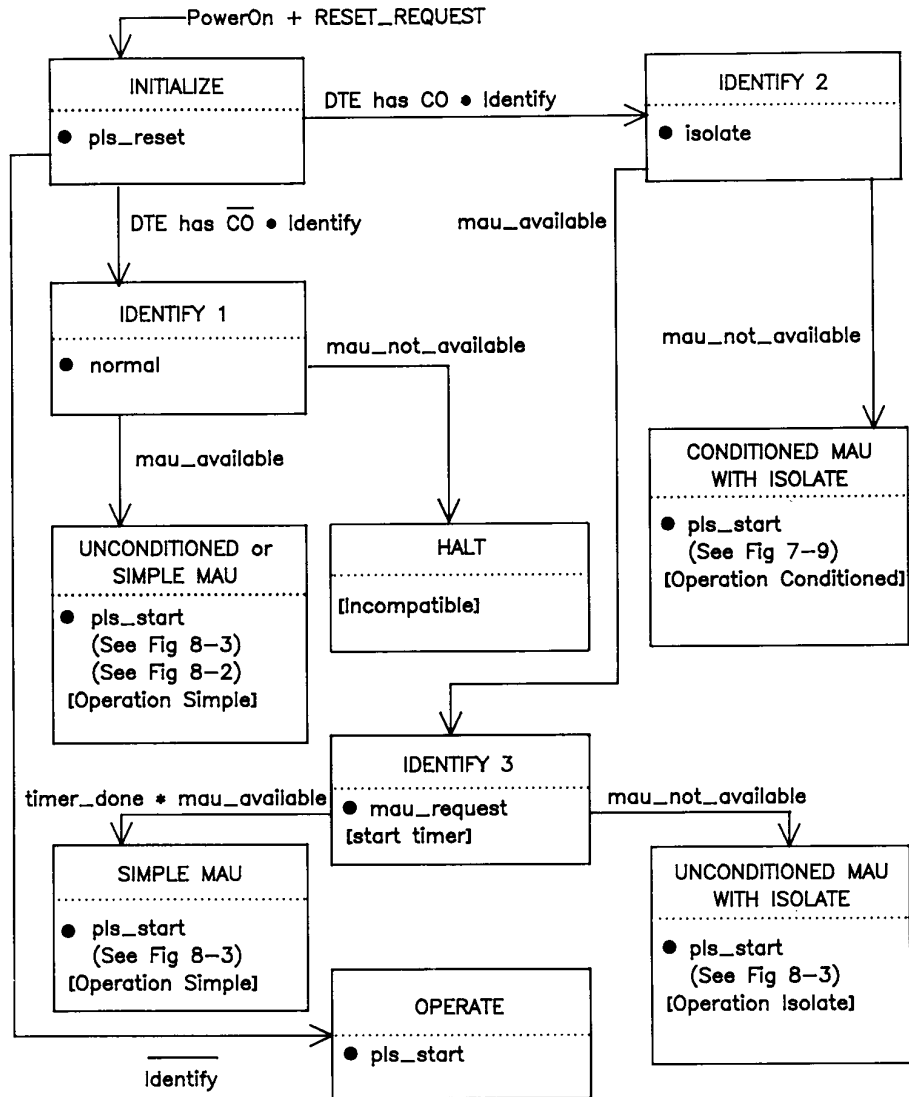 PowerOn + RESET_REQUEST
INITIALIZE
● pls_reset
DTE has CO ● Identify
IDENTIFY 2
● isolate
DTE has C̅O̅ ● Identify
mau_available
mau_not_available
IDENTIFY 1
● normal
mau_not_available
mau_available
CONDITIONED MAU
WITH ISOLATE
● pls_start
(See Fig 7–9)
[Operation Conditioned]
UNCONDITIONED or
SIMPLE MAU
● pls_start
(See Fig 8–3)
(See Fig 8–2)
[Operation Simple]
HALT
[Incompatible]
IDENTIFY 3
● mau_request
[start timer]
timer_done * mau_available
mau_not_available
SIMPLE MAU
● pls_start
(See Fig 8–3)
[Operation Simple]
UNCONDITIONED MAU
WITH ISOLATE
● pls_start
(See Fig 8–3)
[Operation Isolate]
OPERATE
● pls_start
I̅d̅e̅n̅t̅i̅f̅y̅